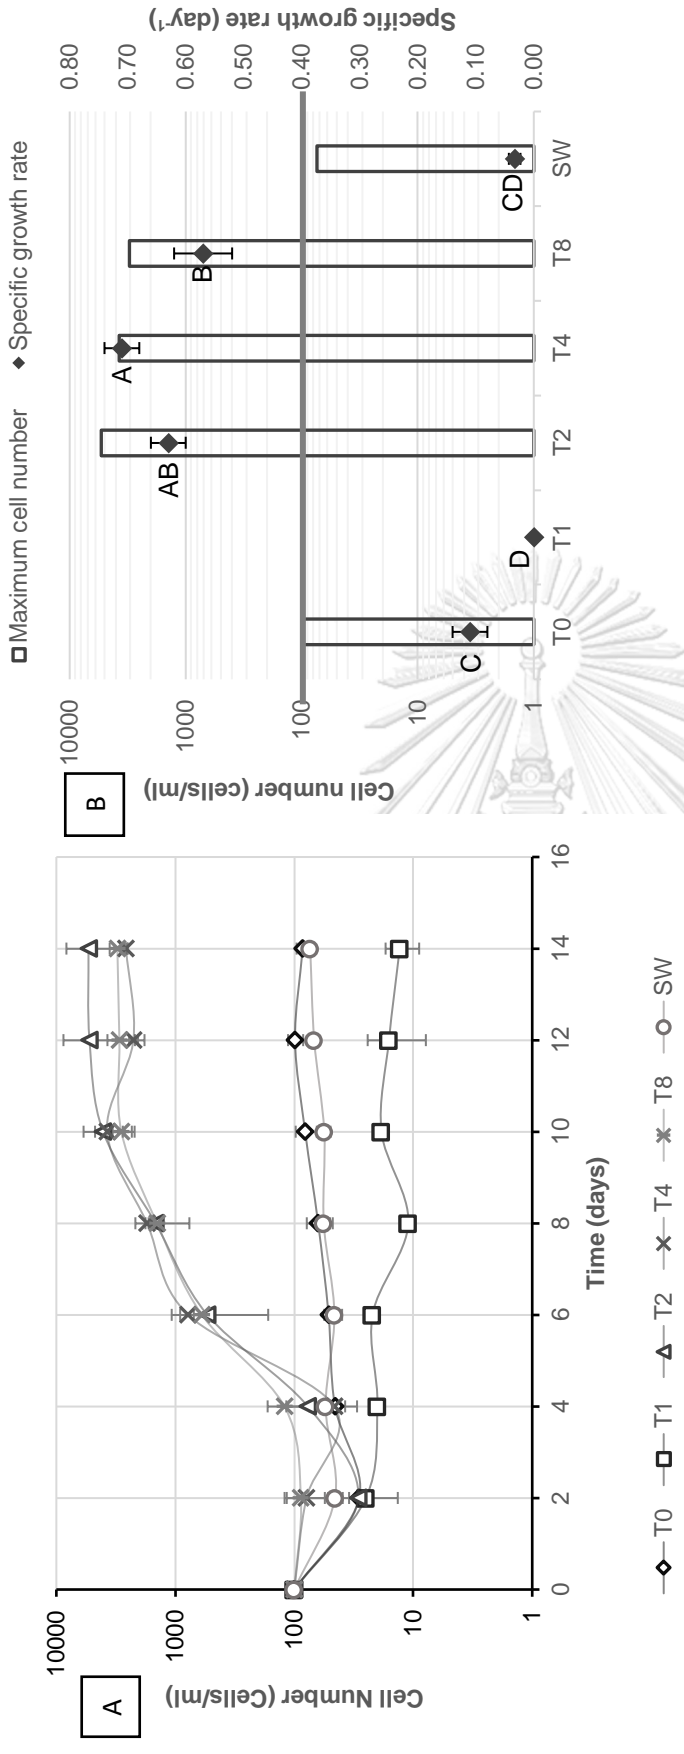 A
Cell Number (Cells/ml)
10000
1000
100
10
1
0 2 4 6 8 10 12 14 16
Time (days)
T0 T1 T2 T4 T8 SW
B
Maximum cell number Specific growth rate
Cell number (cells/ml)
10000
1000
100
10
1
C D AB A B CD
T0 T1 T2 T4 T8 SW
0.80
0.70
0.60
0.50
0.40
0.30
0.20
0.10
0.00
Specific growth rate (day⁻¹)